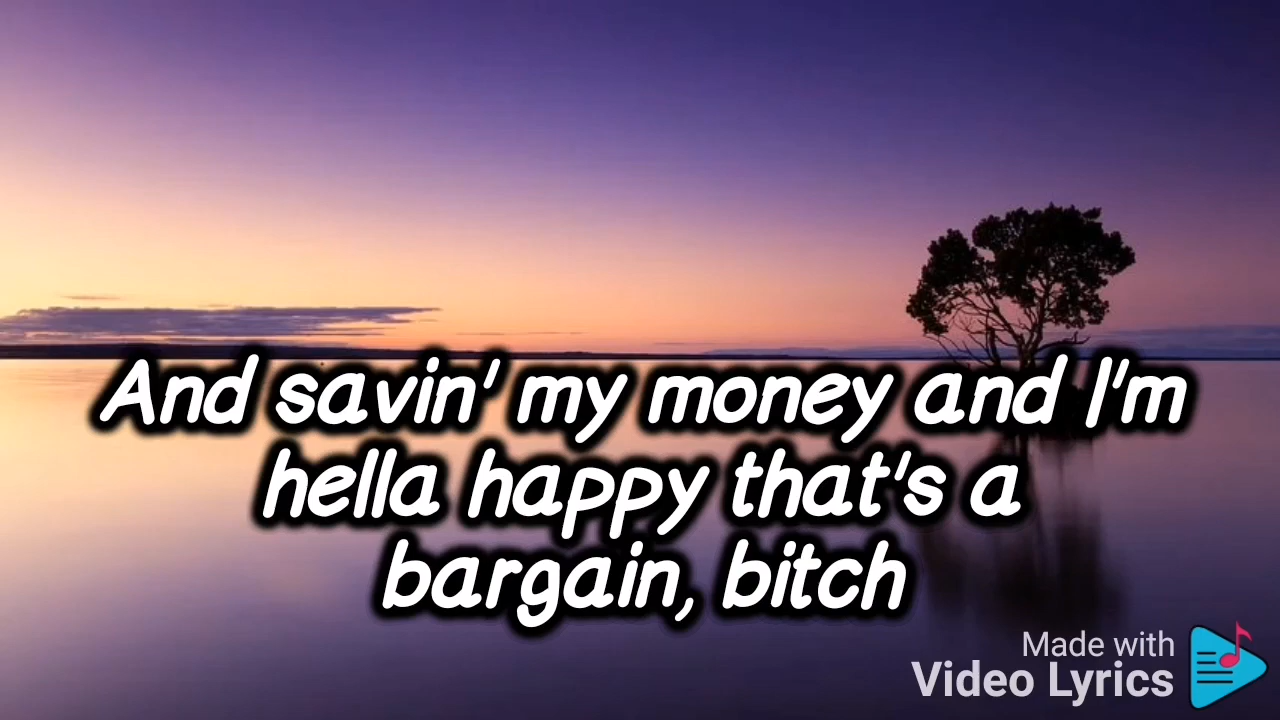 And savin' my money and I'm
hella happy that's a
bargain, bitch
Made with
Video Lyrics